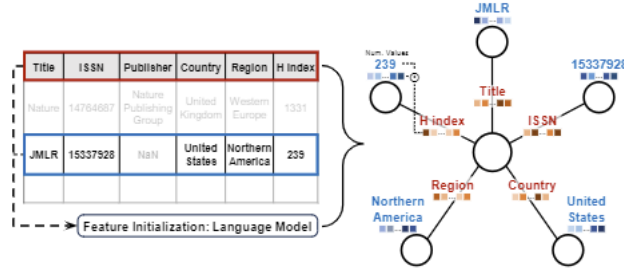 Title ISSN Publisher Country Region H Index
Nature 14764687 Nature Publishing Group United Kingdom Western Europe 1331
JMLR 15337928 NaN United States Northern America 239
Feature Initialization: Language Model
JMLR
Num. Values
239
15337928
Title
H index
ISSN
Region
Country
Northern America
United States